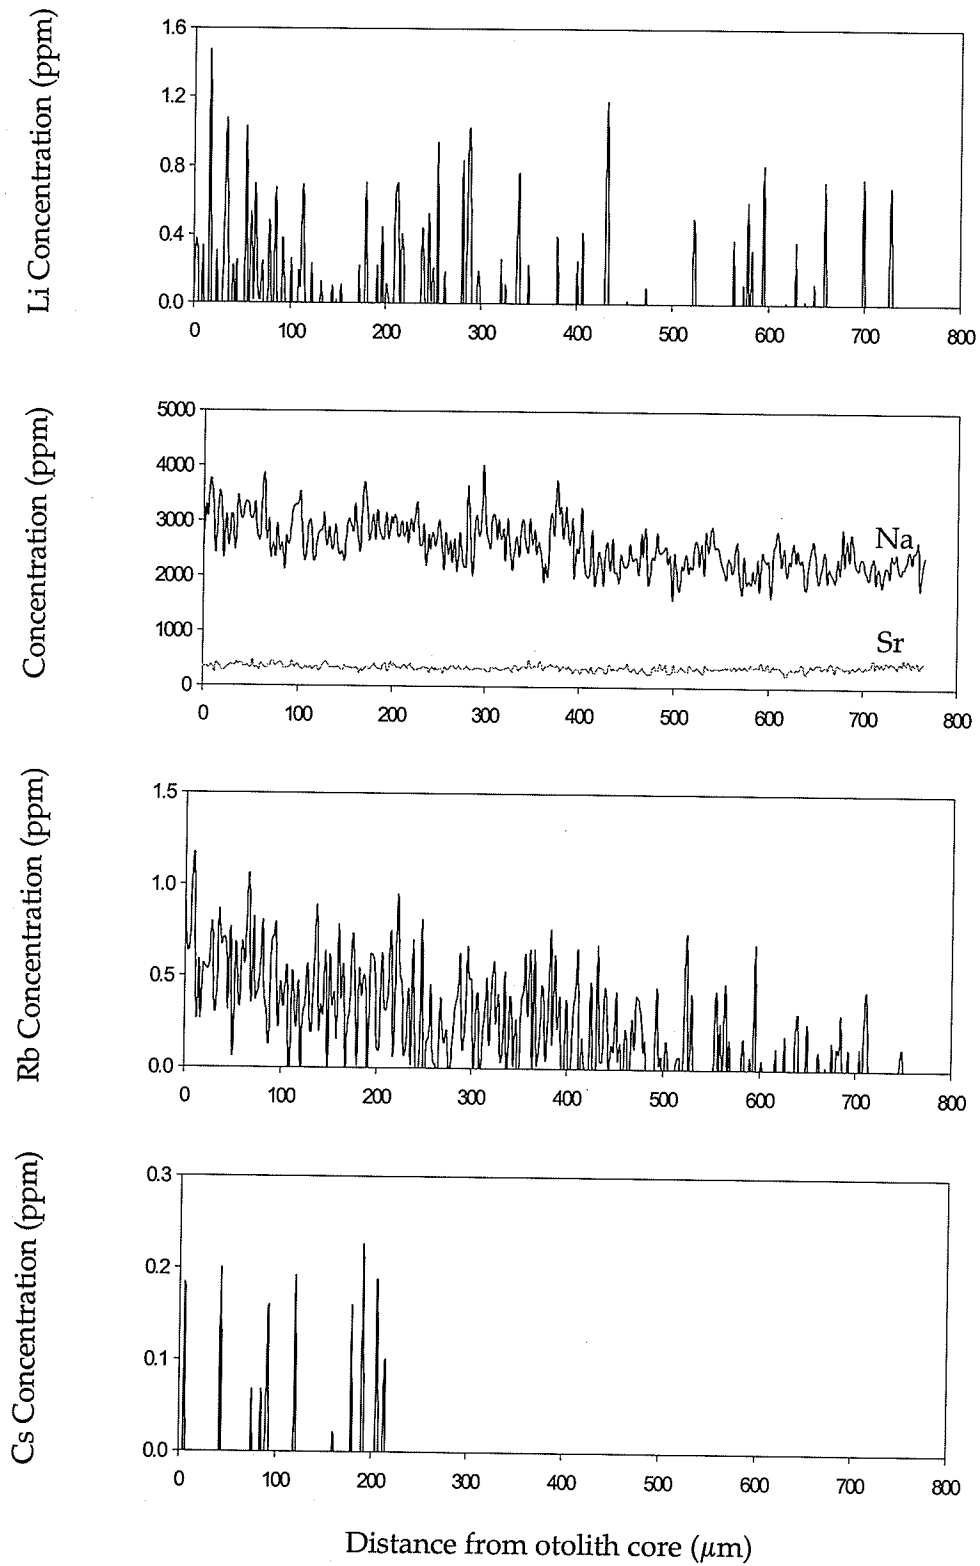 Li Concentration (ppm)
1.6
1.2
0.8
0.4
0.0
0 100 200 300 400 500 600 700 800
Concentration (ppm)
5000
4000
3000
2000
1000
0
Na
Sr
0 100 200 300 400 500 600 700 800
Rb Concentration (ppm)
1.5
1.0
0.5
0.0
0 100 200 300 400 500 600 700 800
Cs Concentration (ppm)
0.3
0.2
0.1
0.0
0 100 200 300 400 500 600 700 800
Distance from otolith core (μm)